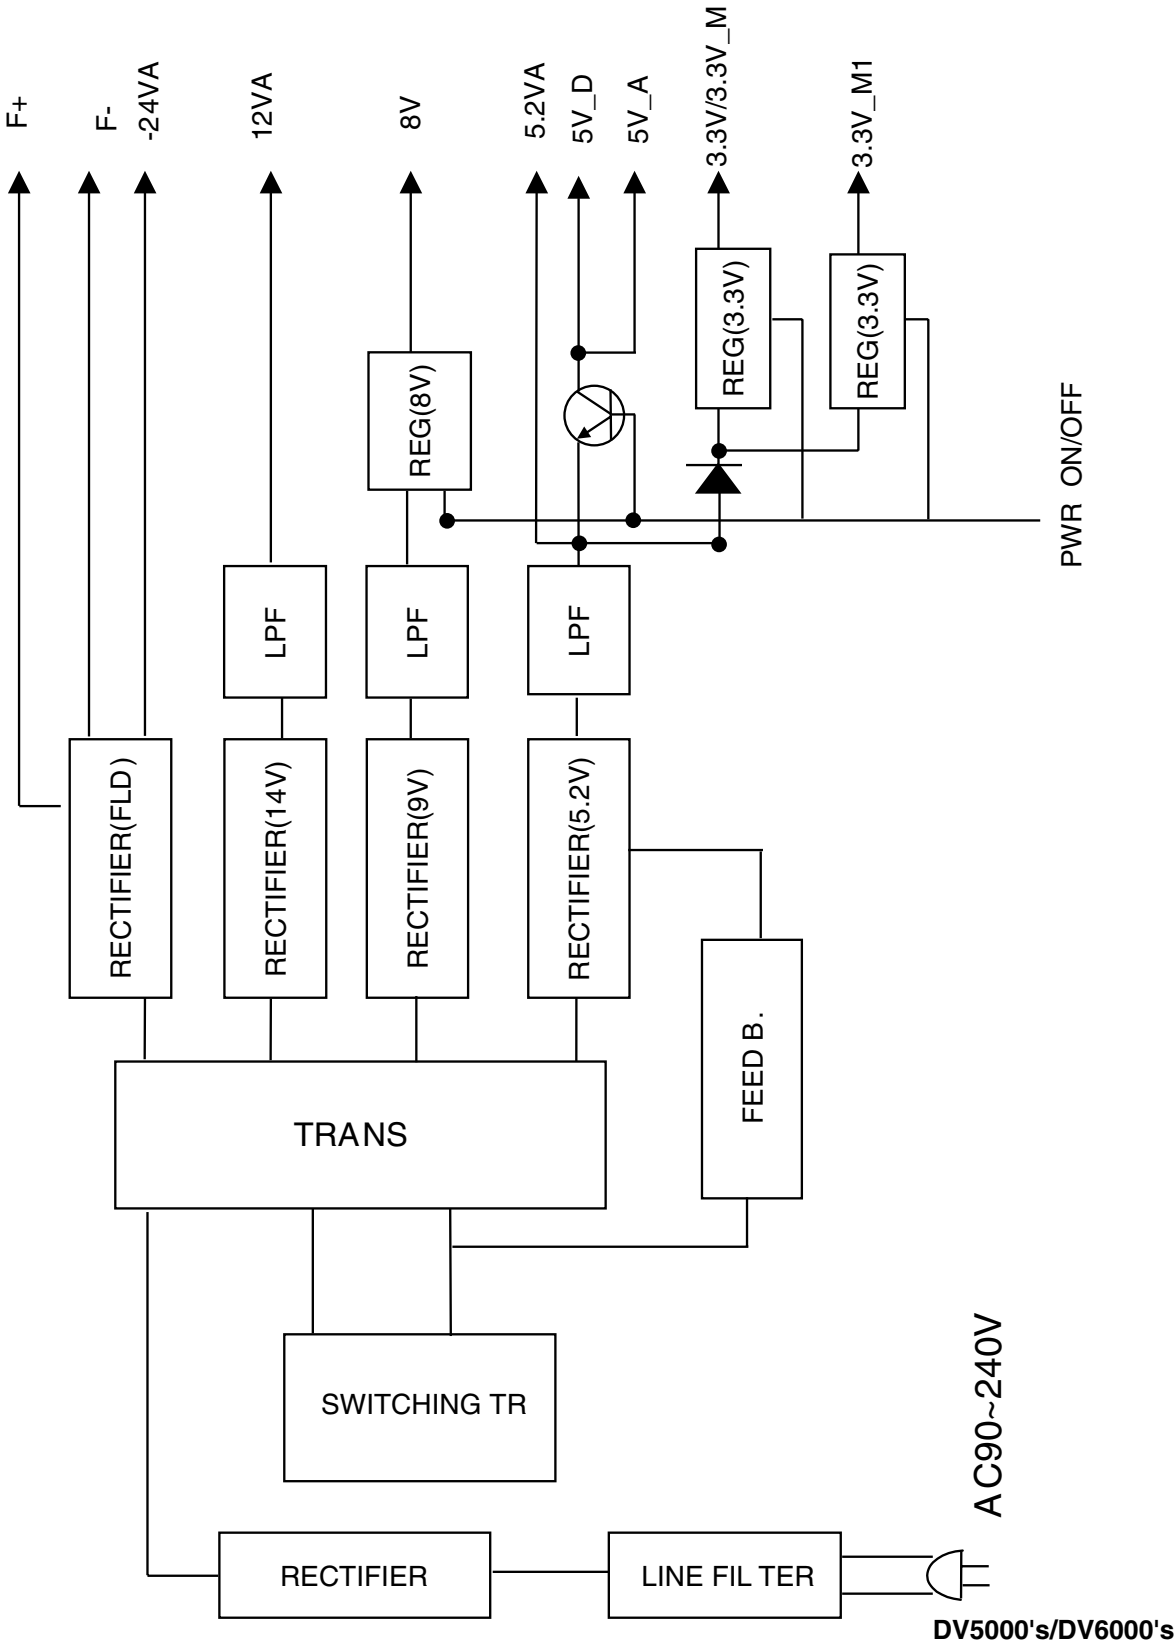 F+
F-
-24VA
12VA
8V
5.2VA
5V_D
5V_A
3.3V/3.3V_M
3.3V_M1
REG(8V)
REG(3.3V)
REG(3.3V)
PWR ON/OFF
LPF
LPF
LPF
RECTIFIER(FLD)
RECTIFIER(14V)
RECTIFIER(9V)
RECTIFIER(5.2V)
FEED B.
TRANS
SWITCHING TR
AC90~240V
RECTIFIER
LINE FIL TER
DV5000's/DV6000's